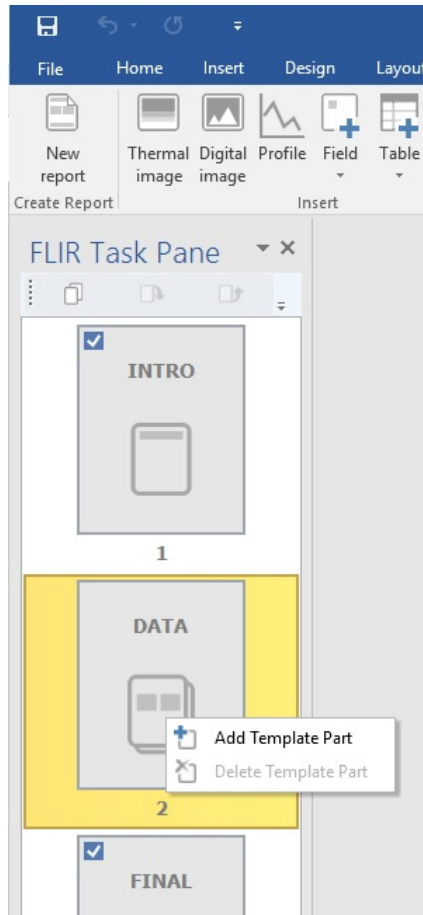 File Home Insert Design Layout
New report
Thermal image
Digital image
Profile
Field
Table
Create Report
Insert
FLIR Task Pane
INTRO
1
DATA
Add Template Part
Delete Template Part
2
FINAL